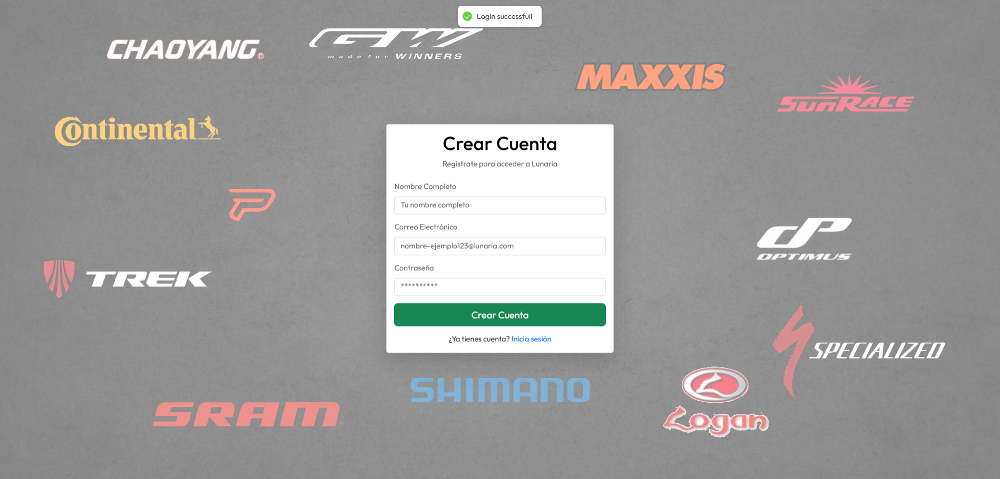 Login successfull
CHAOYANG®
GW
made for WINNERS
MAXXIS®
SUNRACE
Continental
Crear Cuenta
Regístrate para acceder a Lunaria
Nombre Completo
Tu nombre completo
Correo Electrónico
nombre-ejemplo123@lunaria.com
Contraseña
**********
Crear Cuenta
¿Ya tienes cuenta? Inicia sesión
P
OP
OPTIMUS
TREK
SPECIALIZED
SHIMANO
SRAM®
L
Logan